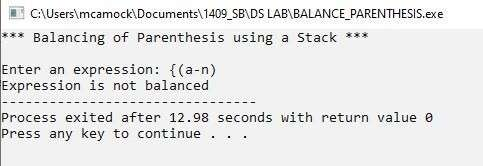 C:\Users\mcamock\Documents\1409_SB\DS LAB\BALANCE_PARENTHESIS.exe
*** Balancing of Parenthesis using a Stack ***
Enter an expression: {(a-n)
Expression is not balanced
--------------------------------
Process exited after 12.98 seconds with return value 0
Press any key to continue . . .